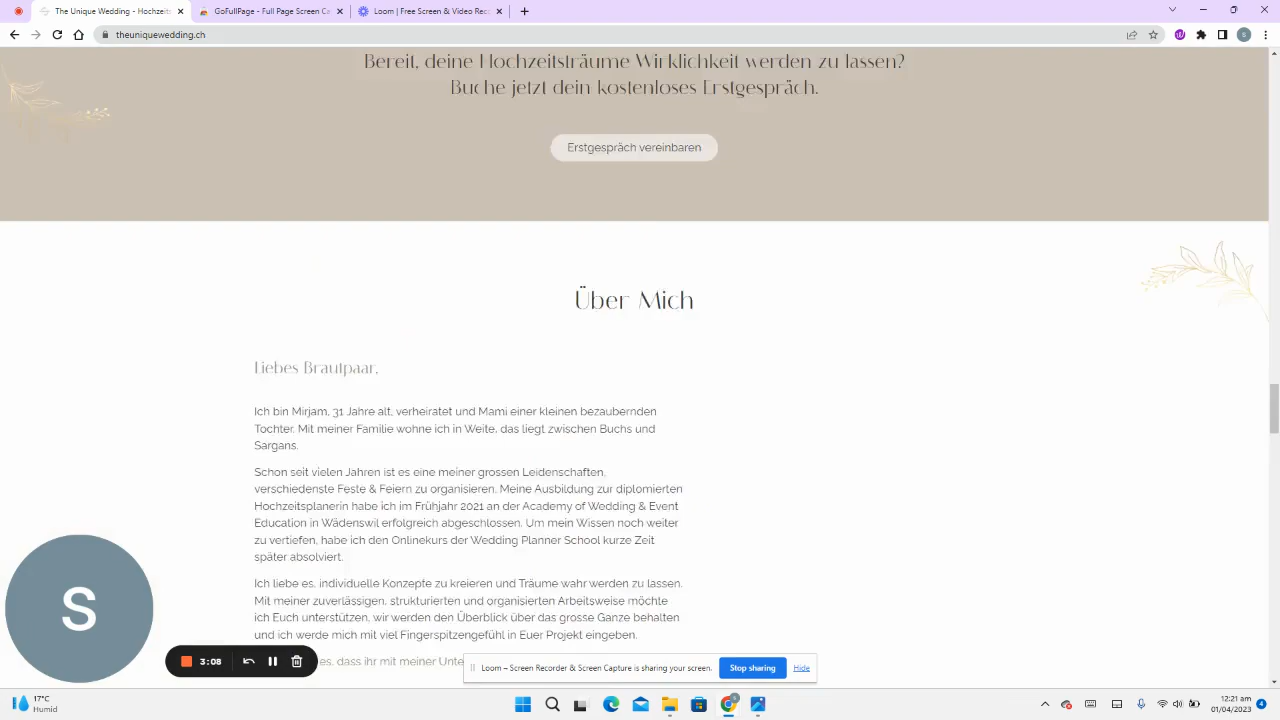 The Unique Wedding - Hochzeits
GoFullPage - Full Page Screen Ca
Loom | Free Screen & Video Rec
theuniquewedding.ch
S
Bereit, deine Hochzeitsträume Wirklichkeit werden zu lassen?
Buche jetzt dein kostenloses Erstgespräch.
Erstgespräch vereinbaren
Über Mich
Liebes Brautpaar,
Ich bin Mirjam, 31 Jahre alt, verheiratet und Mami einer kleinen bezaubernden
Tochter. Mit meiner Familie wohne ich in Weite, das liegt zwischen Buchs und
Sargans.
Schon seit vielen Jahren ist es eine meiner grossen Leidenschaften,
verschiedenste Feste & Feiern zu organisieren. Meine Ausbildung zur diplomierten
Hochzeitsplanerin habe ich im Frühjahr 2021 an der Academy of Wedding & Event
Education in Wädenswil erfolgreich abgeschlossen. Um mein Wissen noch weiter
zu vertiefen, habe ich den Onlinekurs der Wedding Planner School kurze Zeit
später absolviert.
Ich liebe es, individuelle Konzepte zu kreieren und Träume wahr werden zu lassen.
Mit meiner zuverlässigen, strukturierten und organisierten Arbeitsweise möchte
ich Euch unterstützen, wir werden den Überblick über das grosse Ganze behalten
und ich werde mich mit viel Fingerspitzengefühl in Euer Projekt eingeben.
es, dass ihr mit meiner Unte
S
3:08
Loom – Screen Recorder & Screen Capture is sharing your screen.
Stop sharing
Hide
17°C
Humid
12:21 am
01/04/2023
4